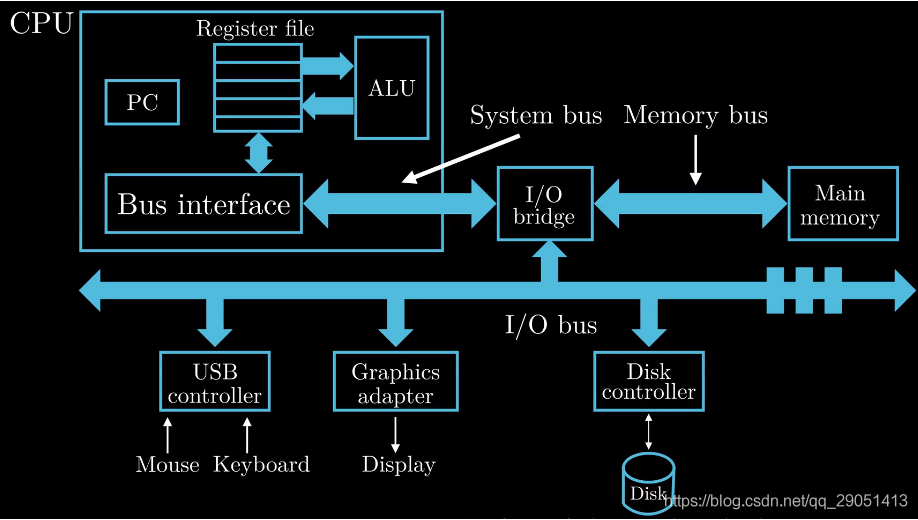 CPU
Register file
PC
ALU
System bus
Memory bus
Bus interface
I/O
bridge
Main
memory
I/O bus
USB
controller
Graphics
adapter
Disk
controller
Mouse
Keyboard
Display
Disk
https://blog.csdn.net/qq_29051413